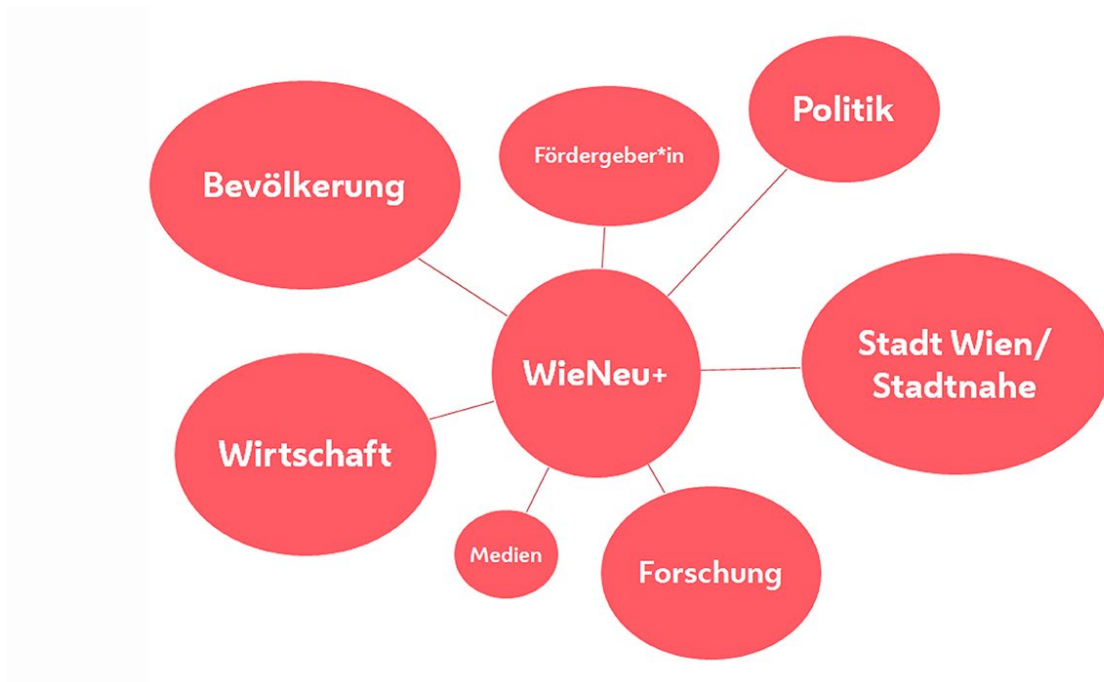 Politik
Fördergeber*in
Bevölkerung
Stadt Wien/
Stadtnahe
WieNeu+
Wirtschaft
Medien
Forschung